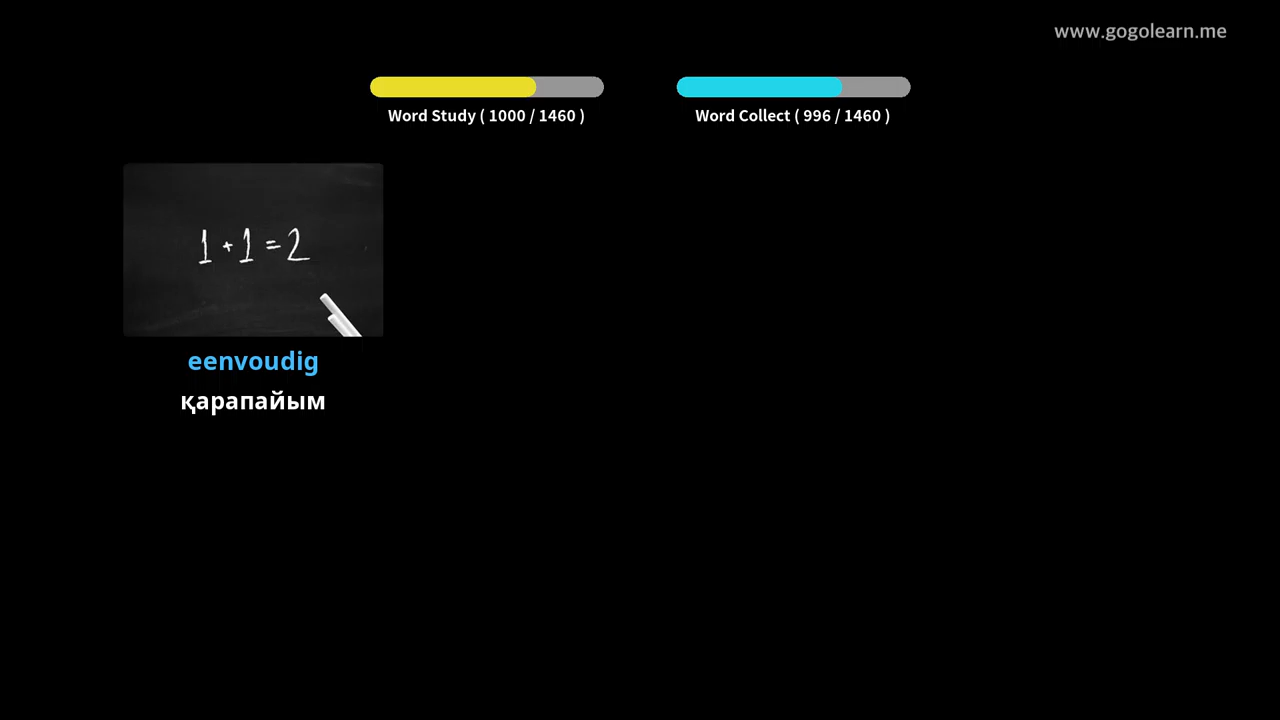 www.gogolearn.me
Word Study ( 1000 / 1460 )
Word Collect ( 996 / 1460 )
1 + 1 = 2
eenvoudig
қарапайым